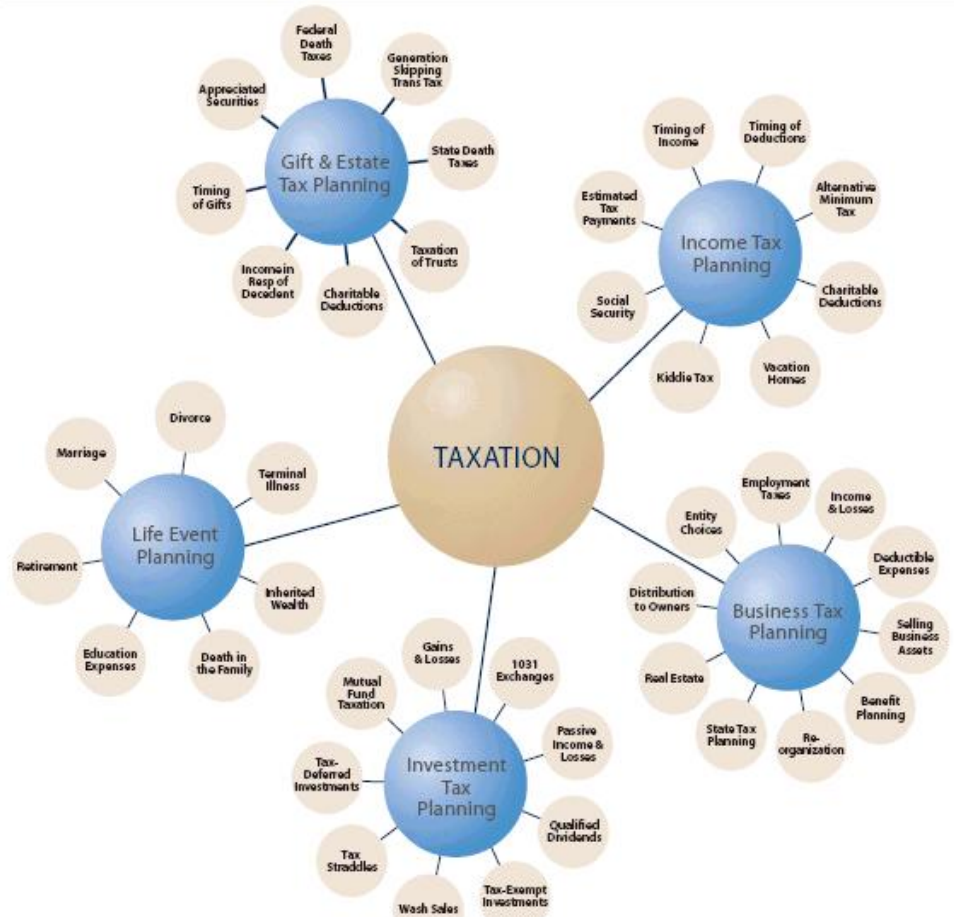 Federal
Death
Taxes
Generation
Skipping
Trans Tax
Appreciated
Securities
State Death
Taxes
Gift & Estate
Tax Planning
Timing
of Gifts
Taxation
of Trusts
Income in
Resp of
Decedent
Charitable
Deductions
Timing of
Income
Timing of
Deductions
Estimated
Tax
Payments
Alternative
Minimum
Tax
Income Tax
Planning
Social
Security
Charitable
Deductions
Kiddie Tax
Vacation
Homes
TAXATION
Divorce
Marriage
Terminal
Illness
Life Event
Planning
Retirement
Inherited
Wealth
Education
Expenses
Death in
the Family
Employment
Taxes
Income
& Losses
Entity
Choices
Deductible
Expenses
Distribution
to Owners
Business Tax
Planning
Selling
Business
Assets
Real Estate
Benefit
Planning
State Tax
Planning
Re-
organization
Gains
& Losses
1031
Exchanges
Mutual
Fund
Taxation
Passive
Income &
Losses
Tax-
Deferred
Investments
Investment
Tax
Planning
Qualified
Dividends
Tax
Straddles
Wash Sales
Tax-Exempt
Investments